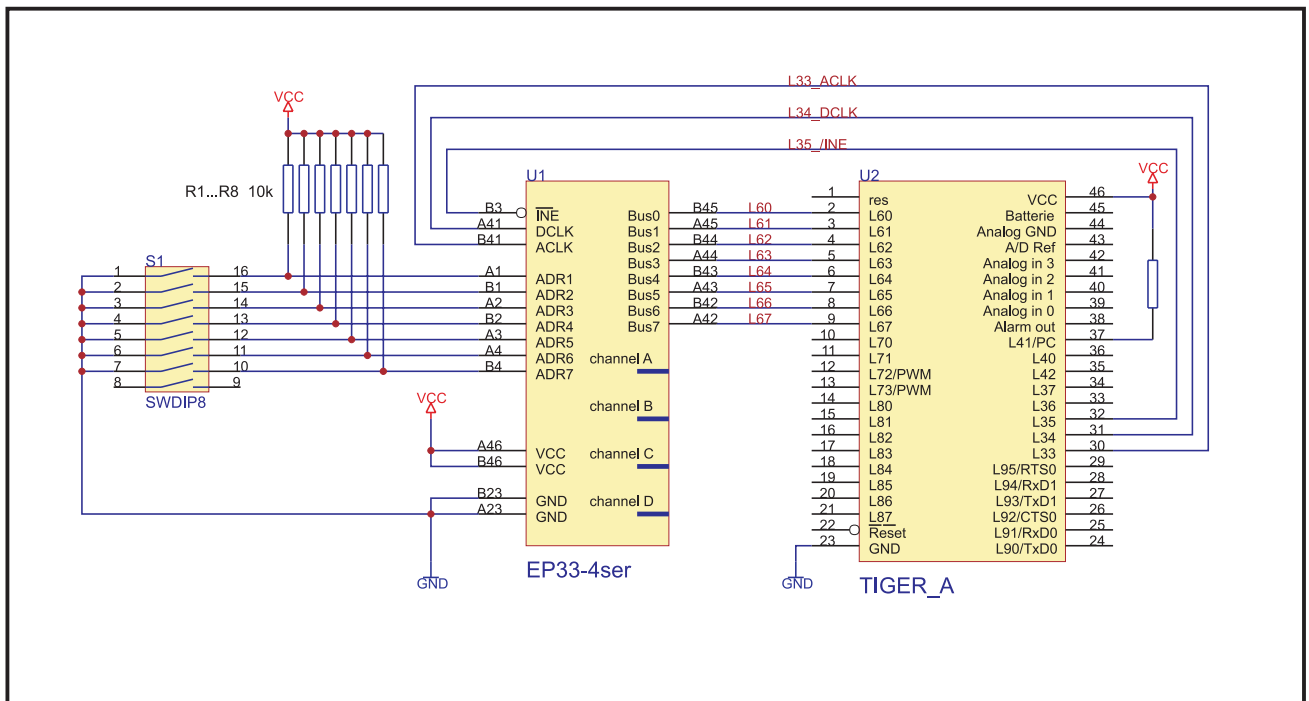 L33_ACLK
L34_DCLK
L35_/INE
VCC
R1...R8 10k
S1
1 16
2 15
3 14
4 13
5 12
6 11
7 10
8 9
SWDIP8
U1
B3 INE
A41 DCLK
B41 ACLK
A1 ADR1
B1 ADR2
A2 ADR3
B2 ADR4
A3 ADR5
A4 ADR6
B4 ADR7
VCC
A46 VCC
B46 VCC
B23 GND
A23 GND
GND
Bus0 B45 L60
Bus1 A45 L61
Bus2 B44 L62
Bus3 A44 L63
Bus4 B43 L64
Bus5 A43 L65
Bus6 B42 L66
Bus7 A42 L67
channel A
channel B
channel C
channel D
EP33-4ser
U2
1 res
2 L60
3 L61
4 L62
5 L63
6 L64
7 L65
8 L66
9 L67
10 L70
11 L71
12 L72/PWM
13 L73/PWM
14 L80
15 L81
16 L82
17 L83
18 L84
19 L85
20 L86
21 L87
22 Reset
23 GND
GND
VCC
VCC 46
Batterie 45
Analog GND 44
A/D Ref 43
Analog in 3 42
Analog in 2 41
Analog in 1 40
Analog in 0 39
Alarm out 38
L41/PC 37
L40 36
L42 35
L37 34
L36 33
L35 32
L34 31
L33 30
L95/RTS0 29
L94/RxD1 28
L93/TxD1 27
L92/CTS0 26
L91/RxD0 25
L90/TxD0 24
TIGER_A